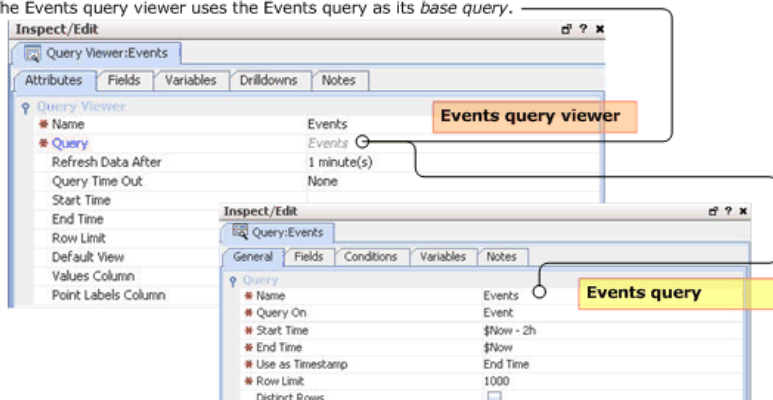 he Events query viewer uses the Events query as its base query.
Inspect/Edit
Query Viewer:Events
Attributes Fields Variables Drilldowns Notes
Query Viewer
Events query viewer
* Name Events
* Query Events
Refresh Data After 1 minute(s)
Query Time Out None
Start Time
End Time
Row Limit
Default View
Values Column
Point Labels Column
Inspect/Edit
Query:Events
General Fields Conditions Variables Notes
Query
Events query
* Name Events
* Query On Event
* Start Time $Now - 2h
* End Time $Now
* Use as Timestamp End Time
* Row Limit 1000
Distinct Rows